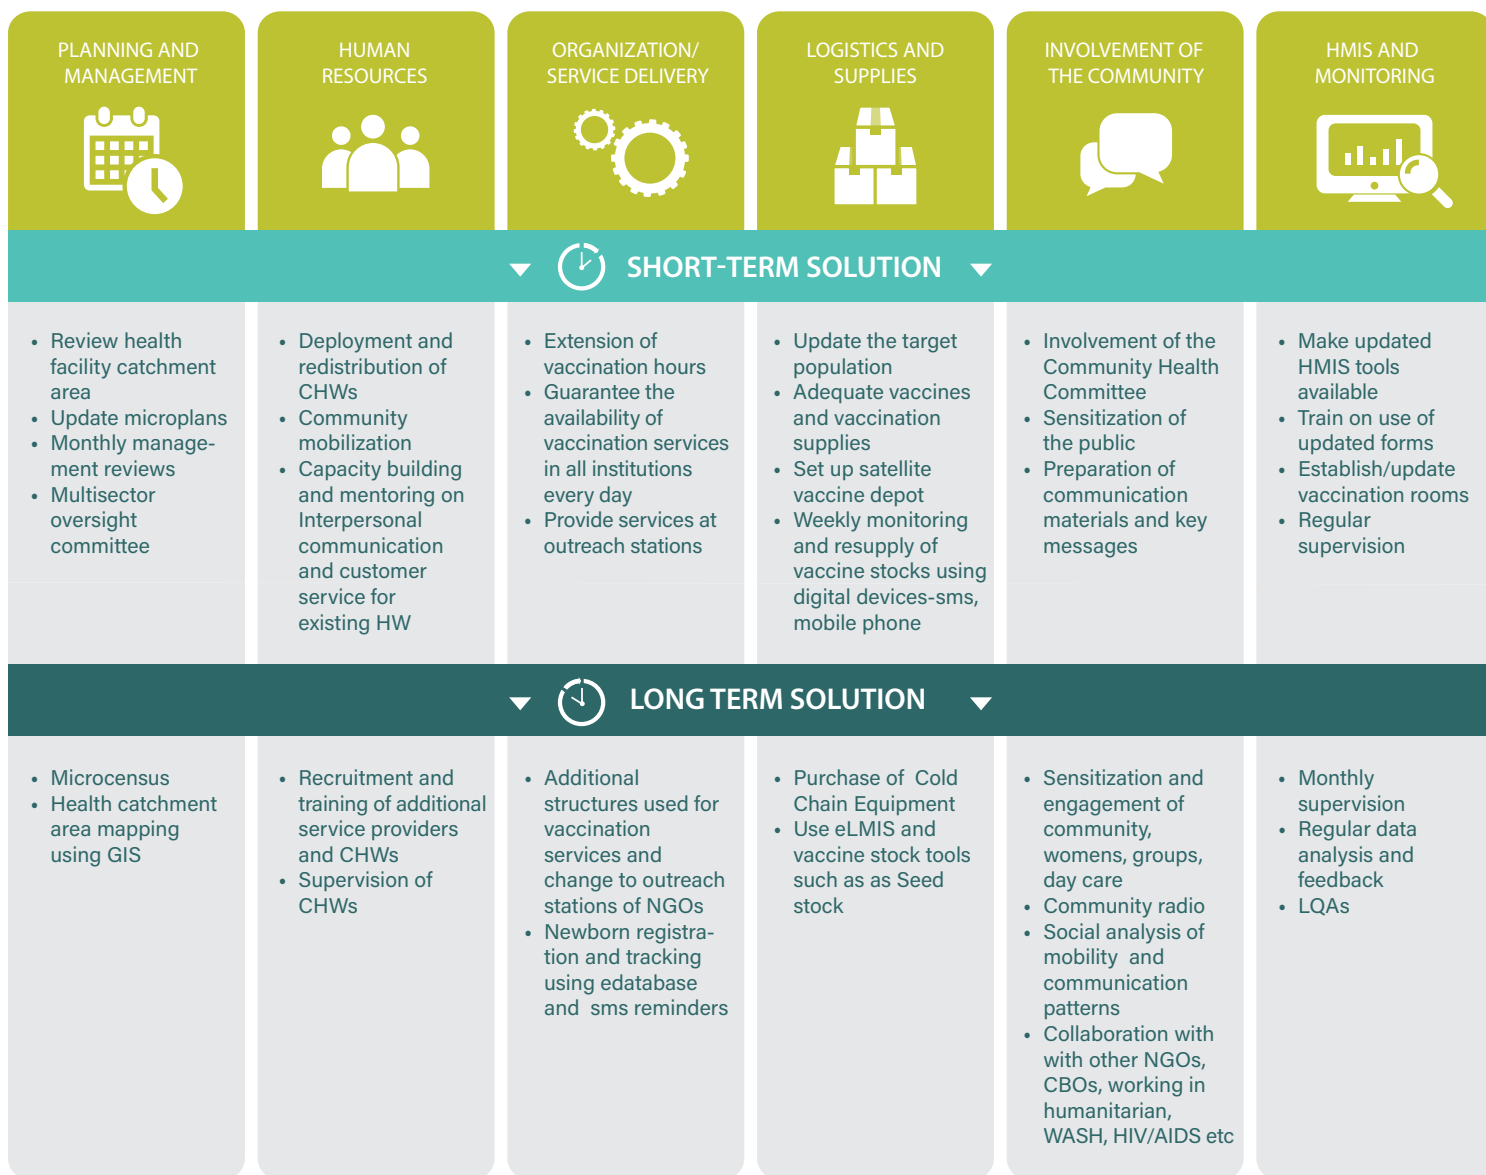 PLANNING AND
MANAGEMENT
HUMAN
RESOURCES
ORGANIZATION/
SERVICE DELIVERY
LOGISTICS AND
SUPPLIES
INVOLVEMENT OF
THE COMMUNITY
HMIS AND
MONITORING
SHORT-TERM SOLUTION
• Review health
facility catchment
area
• Update microplans
• Monthly manage-
ment reviews
• Multisector
oversight
committee
• Deployment and
redistribution of
CHWs
• Community
mobilization
• Capacity building
and mentoring on
Interpersonal
communication
and customer
service for
existing HW
• Extension of
vaccination hours
• Guarantee the
availability of
vaccination services
in all institutions
every day
• Provide services at
outreach stations
• Update the target
population
• Adequate vaccines
and vaccination
supplies
• Set up satellite
vaccine depot
• Weekly monitoring
and resupply of
vaccine stocks using
digital devices-sms,
mobile phone
• Involvement of the
Community Health
Committee
• Sensitization of
the public
• Preparation of
communication
materials and key
messages
• Make updated
HMIS tools
available
• Train on use of
updated forms
• Establish/update
vaccination rooms
• Regular
supervision
LONG TERM SOLUTION
• Microcensus
• Health catchment
area mapping
using GIS
• Recruitment and
training of additional
service providers
and CHWs
• Supervision of
CHWs
• Additional
structures used for
vaccination
services and
change to outreach
stations of NGOs
• Newborn registra-
tion and tracking
using edatabase
and sms reminders
• Purchase of Cold
Chain Equipment
• Use eLMIS and
vaccine stock tools
such as as Seed
stock
• Sensitization and
engagement of
community,
womens, groups,
day care
• Community radio
• Social analysis of
mobility and
communication
patterns
• Collaboration with
with other NGOs,
CBOs, working in
humanitarian,
WASH, HIV/AIDS etc
• Monthly
supervision
• Regular data
analysis and
feedback
• LQAs